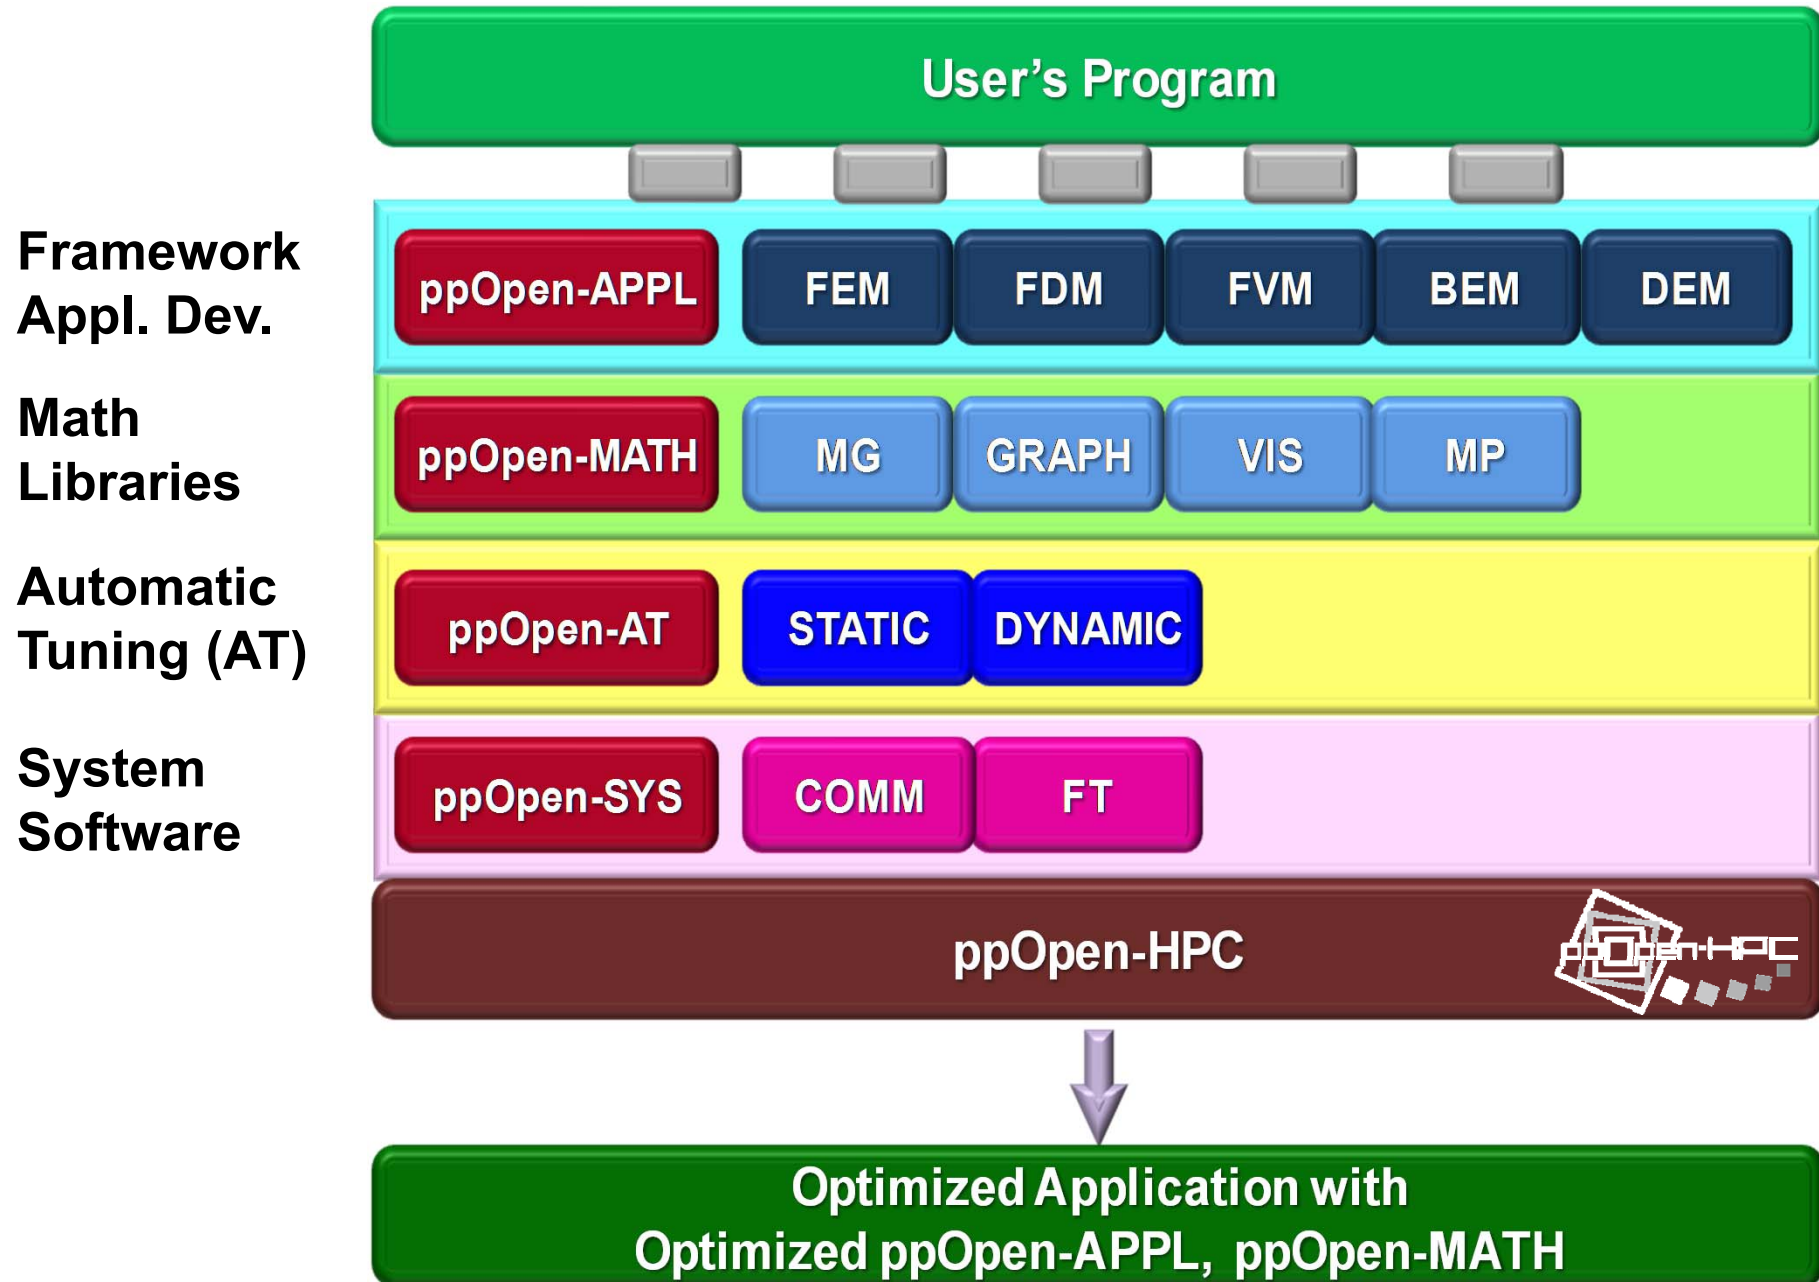 User's Program
Framework
Appl. Dev.
ppOpen-APPL FEM FDM FVM BEM DEM
Math
Libraries
ppOpen-MATH MG GRAPH VIS MP
Automatic
Tuning (AT)
ppOpen-AT STATIC DYNAMIC
System
Software
ppOpen-SYS COMM FT
ppOpen-HPC
ppOpen-HPC
Optimized Application with
Optimized ppOpen-APPL, ppOpen-MATH